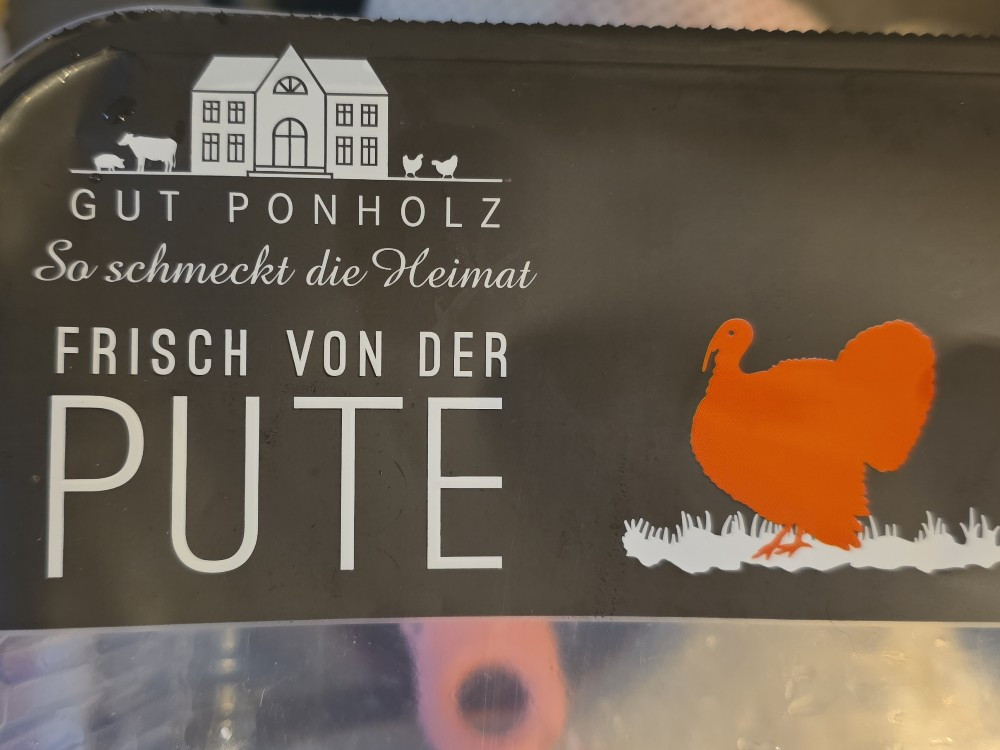 GUT PONHOLZ
So schmeckt die Heimat
FRISCH VON DER
PUTE